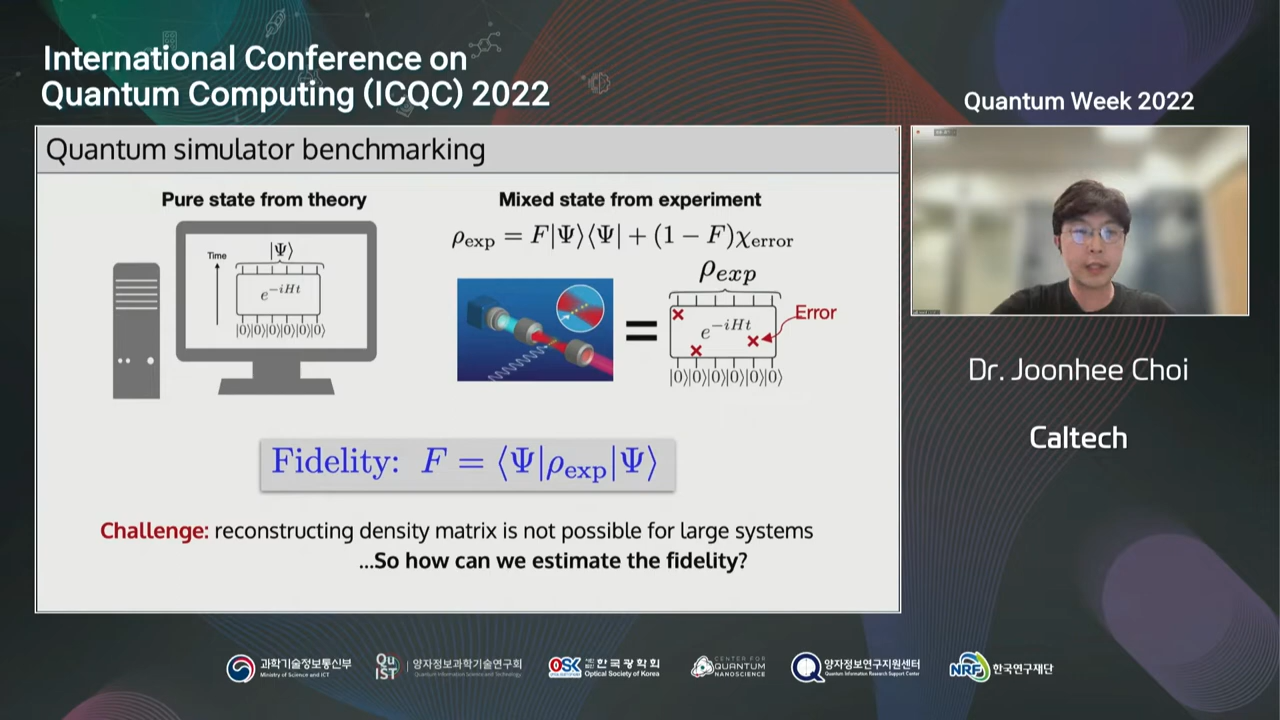 International Conference on
Quantum Computing (ICQC) 2022
Quantum Week 2022
Quantum simulator benchmarking
Pure state from theory
Mixed state from experiment
ρexp = F|Ψ⟩⟨Ψ| + (1 − F)χerror
|Ψ⟩
Time
e^{−iHt}
|0⟩|0⟩|0⟩|0⟩|0⟩|0⟩
ρexp
=
e^{−iHt}
Error
|0⟩|0⟩|0⟩|0⟩|0⟩|0⟩
Fidelity: F = ⟨Ψ|ρexp|Ψ⟩
Challenge: reconstructing density matrix is not possible for large systems
...So how can we estimate the fidelity?
Dr. Joonhee Choi
Caltech
과학기술정보통신부
Ministry of Science and ICT
Qu
IST
양자정보과학기술연구회
Quantum Information Science and Technology
OSK
한국광학회
Optical Society of Korea
CENTER FOR
QUANTUM
NANOSCIENCE
양자정보연구지원센터
Quantum Information Research Support Center
NRF
한국연구재단